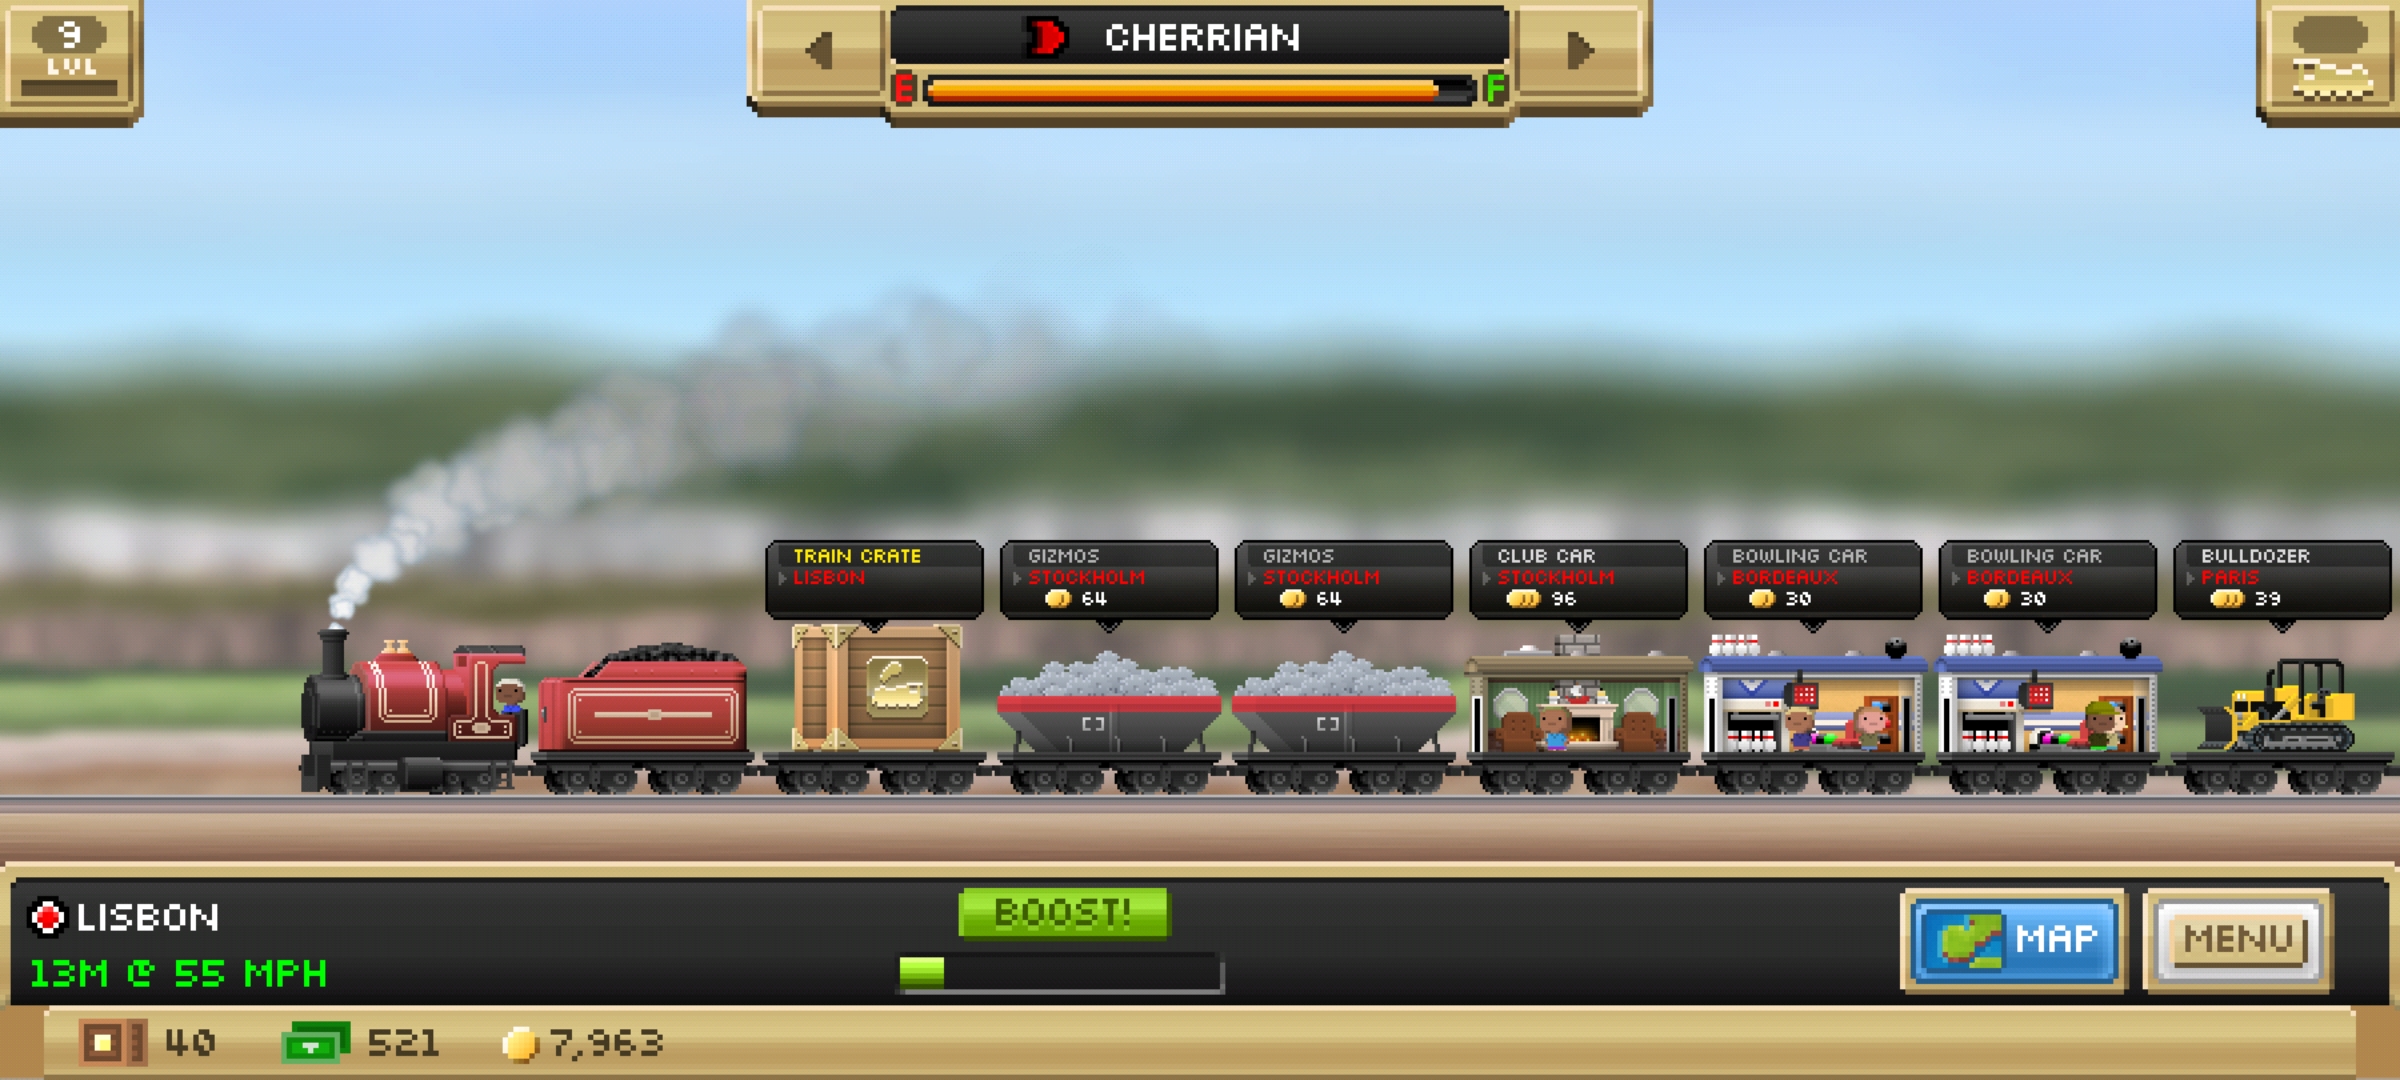 9
LVL
CHERRIAN
E F
TRAIN CRATE
LISBON
GIZMOS
STOCKHOLM
64
GIZMOS
STOCKHOLM
64
CLUB CAR
STOCKHOLM
96
BOWLING CAR
BORDEAUX
30
BOWLING CAR
BORDEAUX
30
BULLDOZER
PARIS
39
LISBON
13M @ 55 MPH
BOOST!
MAP
MENU
40
521
7,963